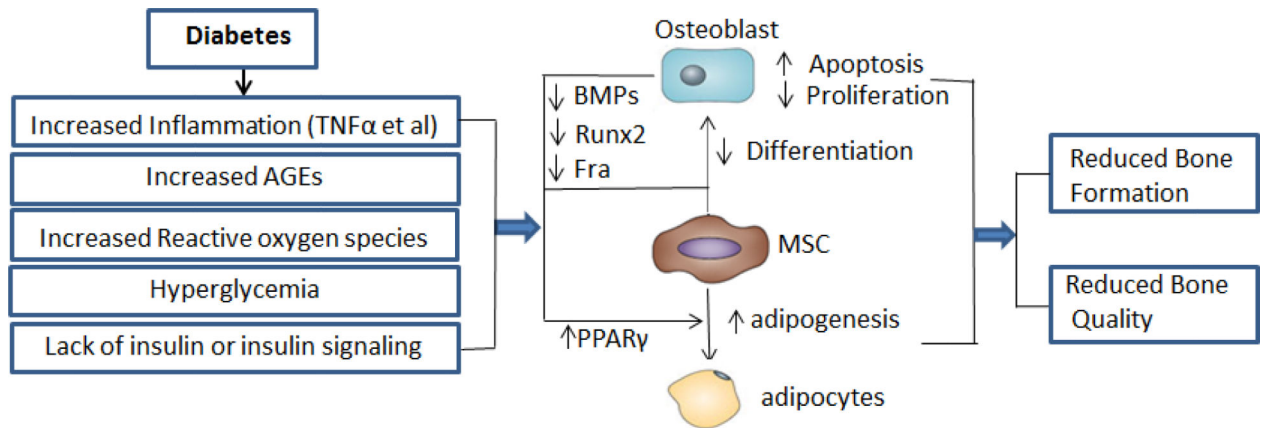 Diabetes
Increased Inflammation (TNFα et al)
Increased AGEs
Increased Reactive oxygen species
Hyperglycemia
Lack of insulin or insulin signaling
↓ BMPs
↓ Runx2
↓ Fra
↑PPARγ
Osteoblast
↑ Apoptosis
↓ Proliferation
↓ Differentiation
MSC
↑ adipogenesis
adipocytes
Reduced Bone
Formation
Reduced Bone
Quality